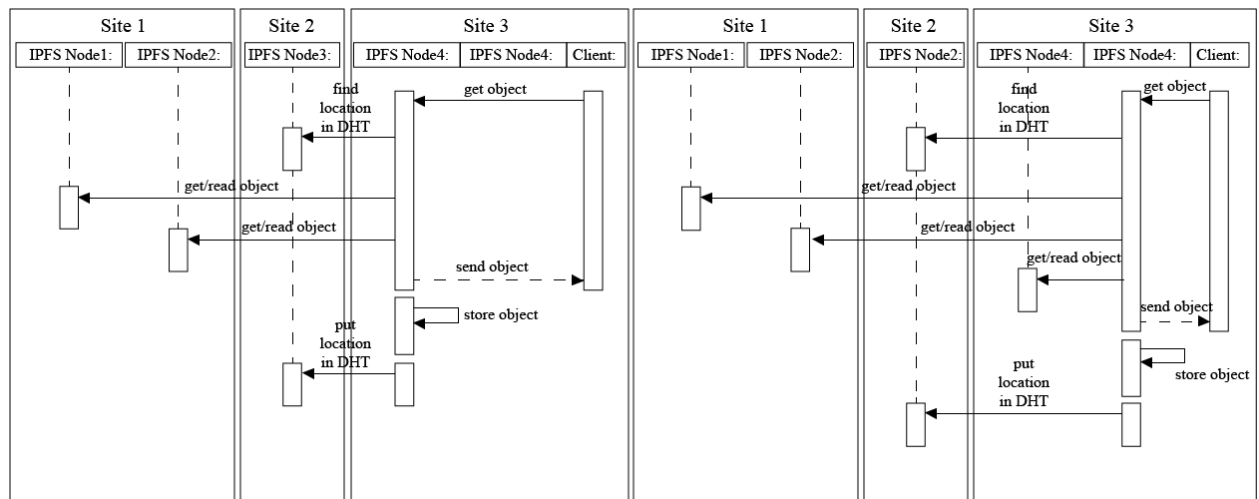 Site 1
Site 2
Site 3
IPFS Node1:
IPFS Node2:
IPFS Node3:
IPFS Node4:
IPFS Node4:
Client:
get object
find
location
in DHT
get/read object
get/read object
send object
store object
put
location
in DHT
Site 1
Site 2
Site 3
IPFS Node1:
IPFS Node2:
IPFS Node2:
IPFS Node4:
IPFS Node4:
Client:
get object
find
location
in DHT
get/read object
get/read object
get/read object
send object
store object
put
location
in DHT